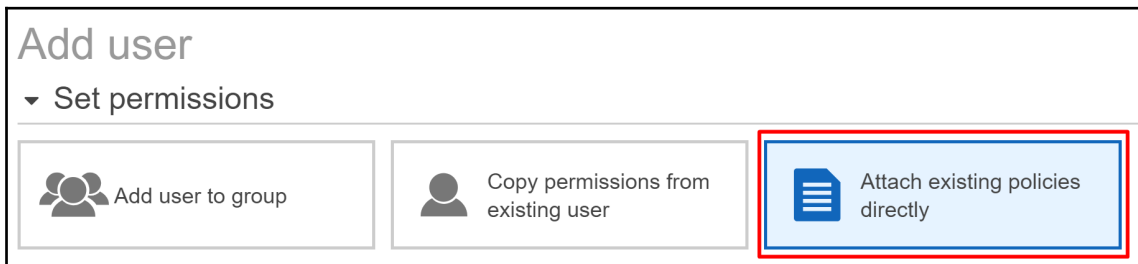 Add user
Set permissions
Add user to group
Copy permissions from
existing user
Attach existing policies
directly